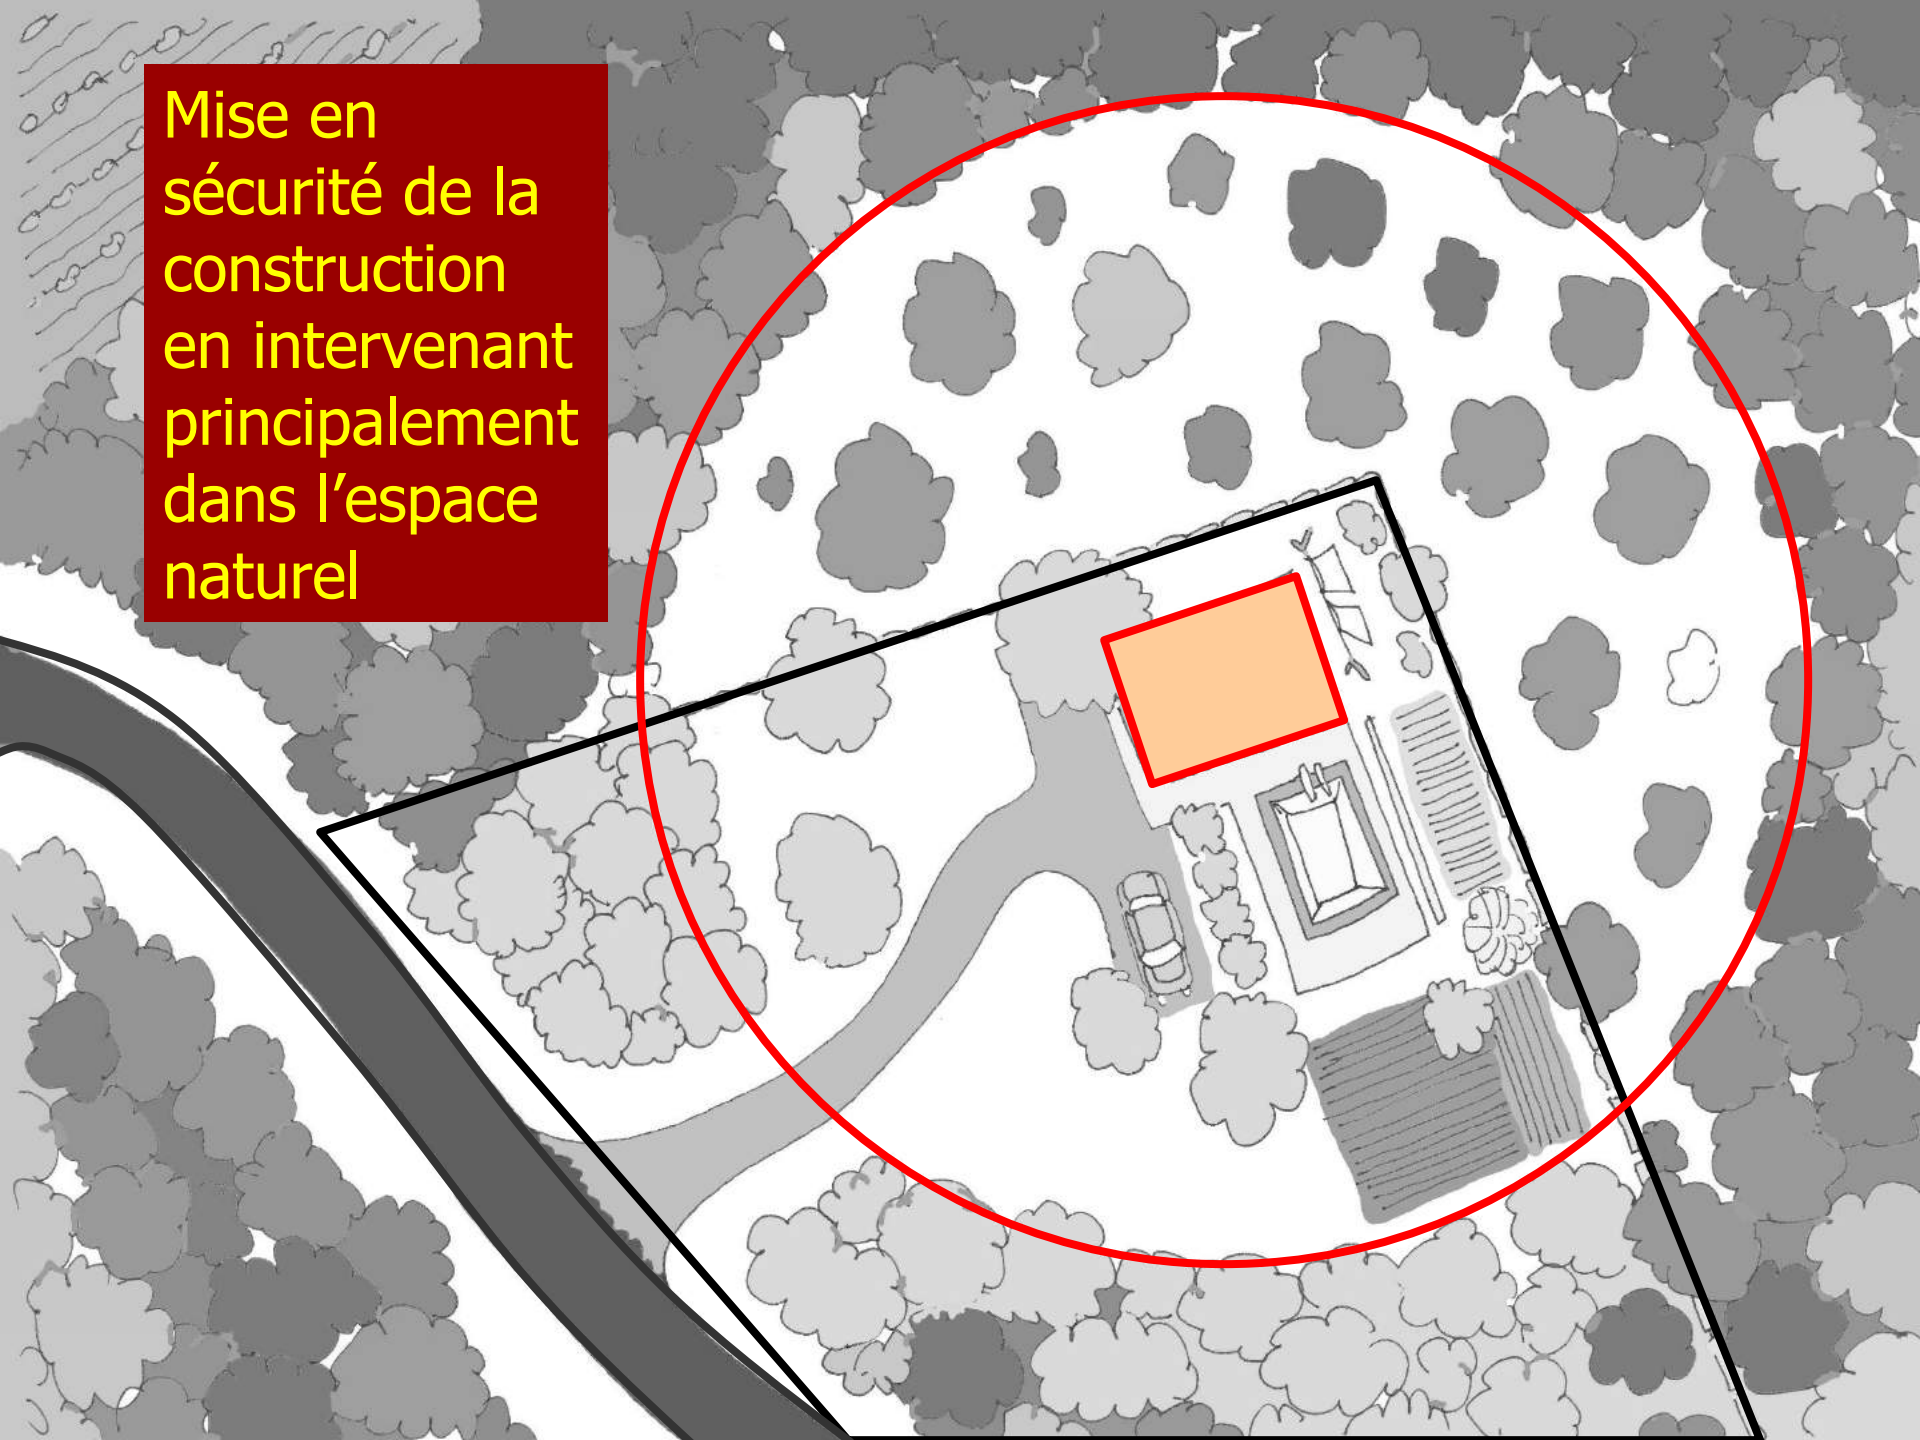 Mise en
sécurité de la
construction
en intervenant
principalement
dans l’espace
naturel